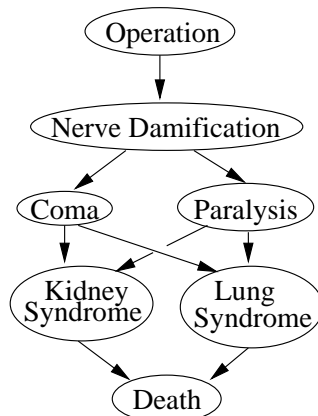 Operation
Nerve Damification
Coma
Paralysis
Kidney
Syndrome
Lung
Syndrome
Death